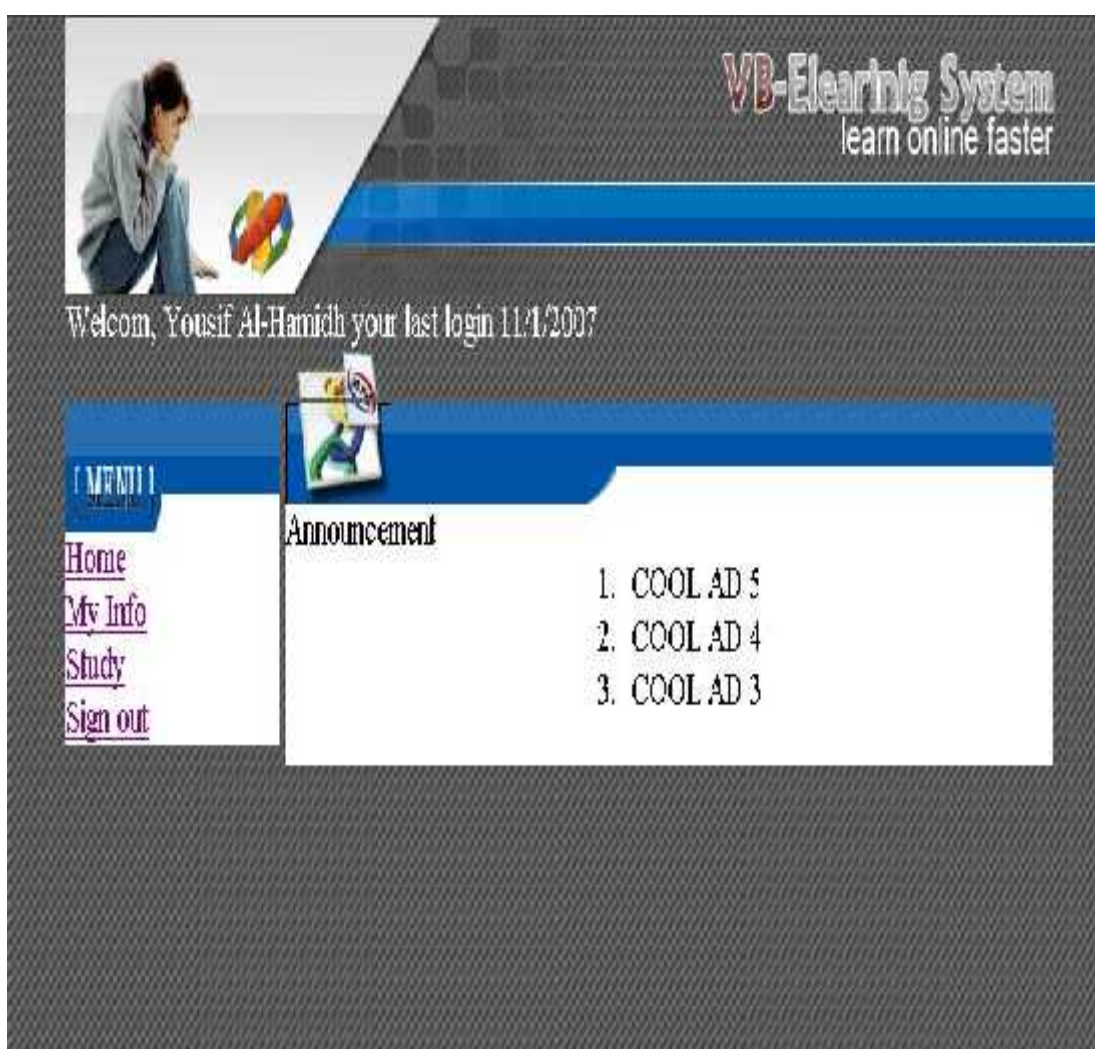 VB-Elearinig System
learn online faster
Welcom, Yousif Al-Hamidh your last login 11/1/2007
[ MENU ]
Home
My Info
Study
Sign out
Announcement
1. COOL AD 5
2. COOL AD 4
3. COOL AD 3